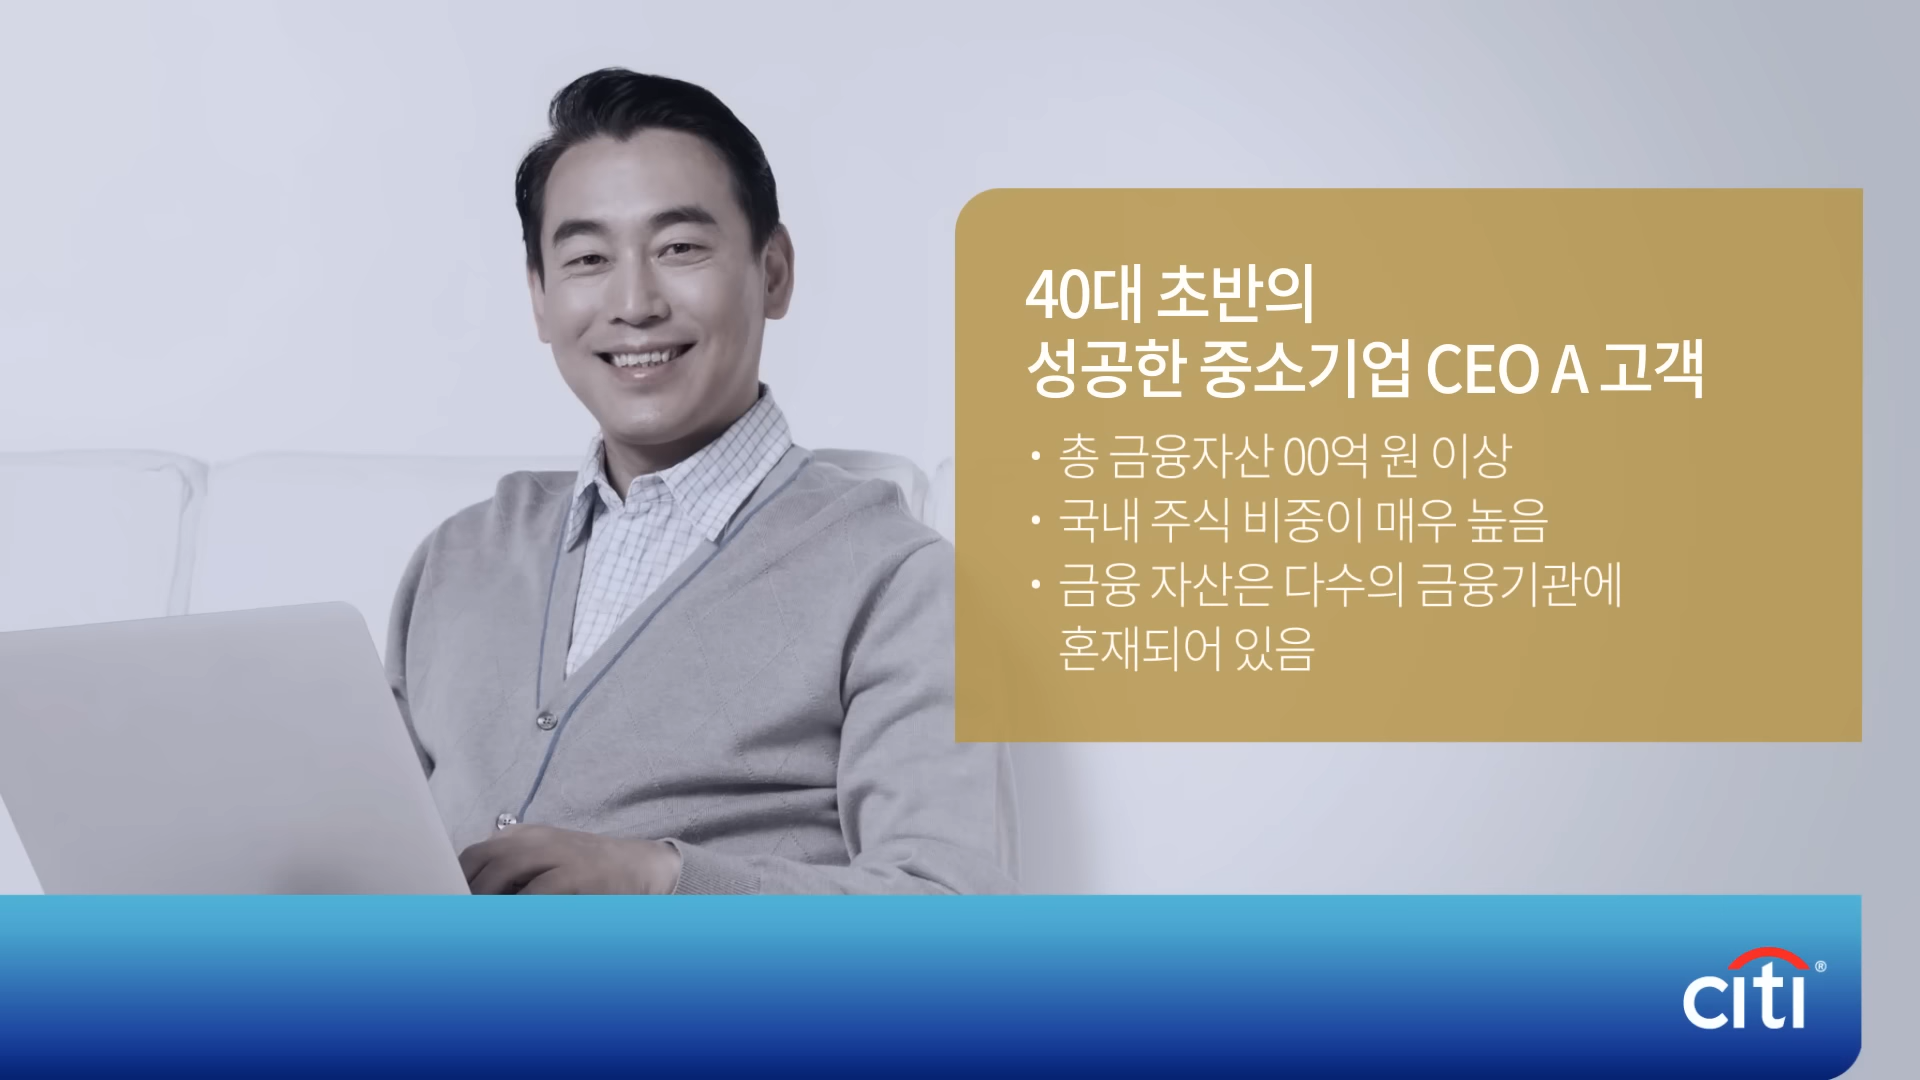 40대 초반의
성공한 중소기업 CEO A 고객
• 총 금융자산 00억 원 이상
• 국내 주식 비중이 매우 높음
• 금융 자산은 다수의 금융기관에
혼재되어 있음
citi®